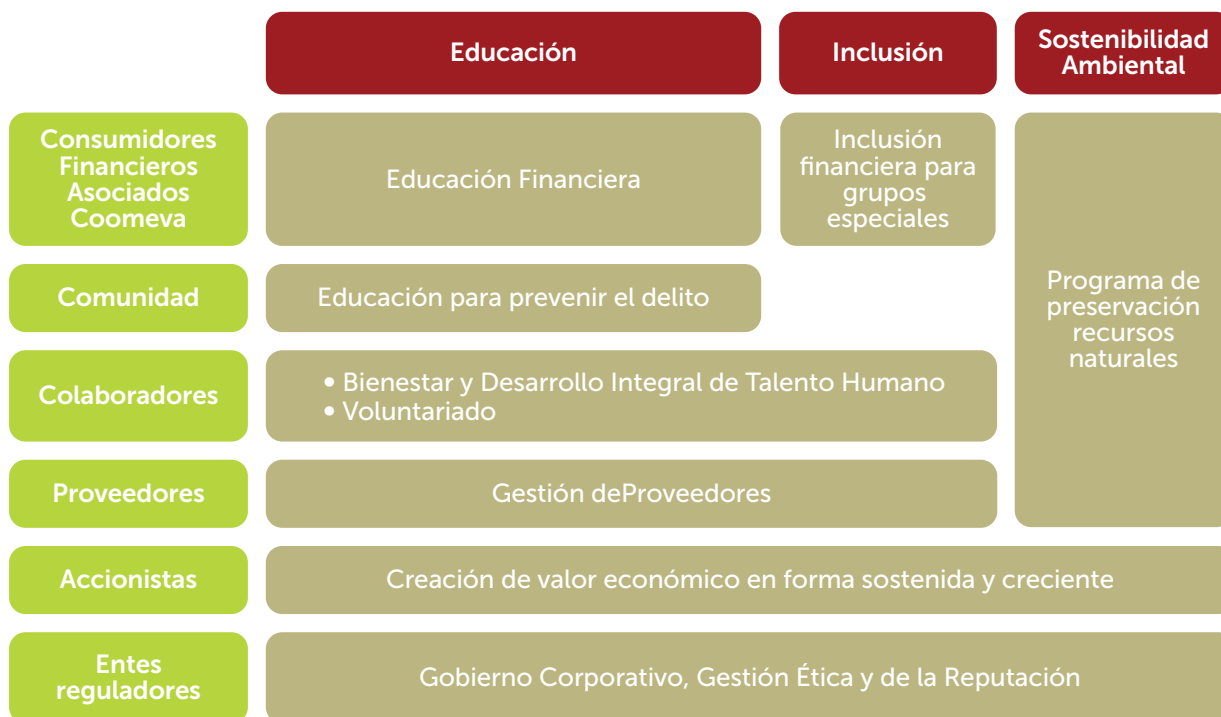 Educación
Inclusión
Sostenibilidad
Ambiental
Consumidores
Financieros
Asociados
Coomeva
Educación Financiera
Inclusión
financiera para
grupos
especiales
Programa de
preservación
recursos
naturales
Comunidad
Educación para prevenir el delito
Colaboradores
• Bienestar y Desarrollo Integral de Talento Humano
• Voluntariado
Proveedores
Gestión deProveedores
Accionistas
Creación de valor económico en forma sostenida y creciente
Entes
reguladores
Gobierno Corporativo, Gestión Ética y de la Reputación